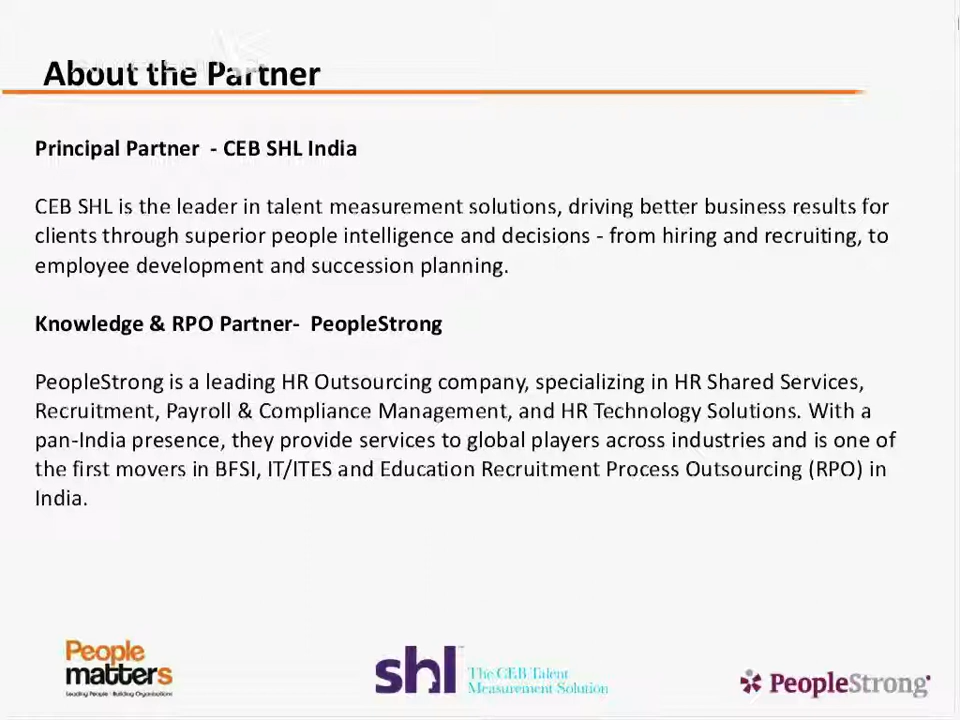 About the Partner
Principal Partner - CEB SHL India
CEB SHL is the leader in talent measurement solutions, driving better business results for
clients through superior people intelligence and decisions - from hiring and recruiting, to
employee development and succession planning.
Knowledge & RPO Partner- PeopleStrong
PeopleStrong is a leading HR Outsourcing company, specializing in HR Shared Services,
Recruitment, Payroll & Compliance Management, and HR Technology Solutions. With a
pan-India presence, they provide services to global players across industries and is one of
the first movers in BFSI, IT/ITES and Education Recruitment Process Outsourcing (RPO) in
India.
People
matters
Leading People · Building Organisations
shl™
The CEB Talent
Measurement Solution
PeopleStrong